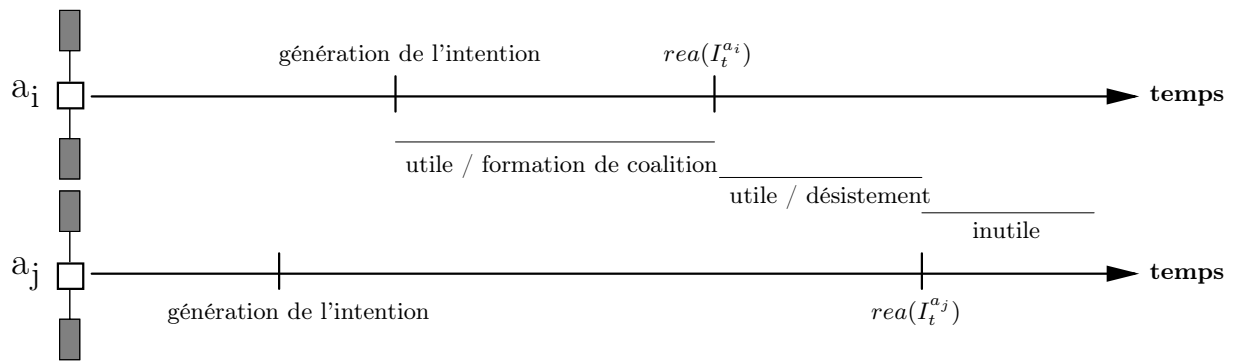 génération de l'intention rea(I_t^{a_i})
a_i temps
utile / formation de coalition
utile / désistement
inutile
a_j temps
génération de l'intention rea(I_t^{a_j})